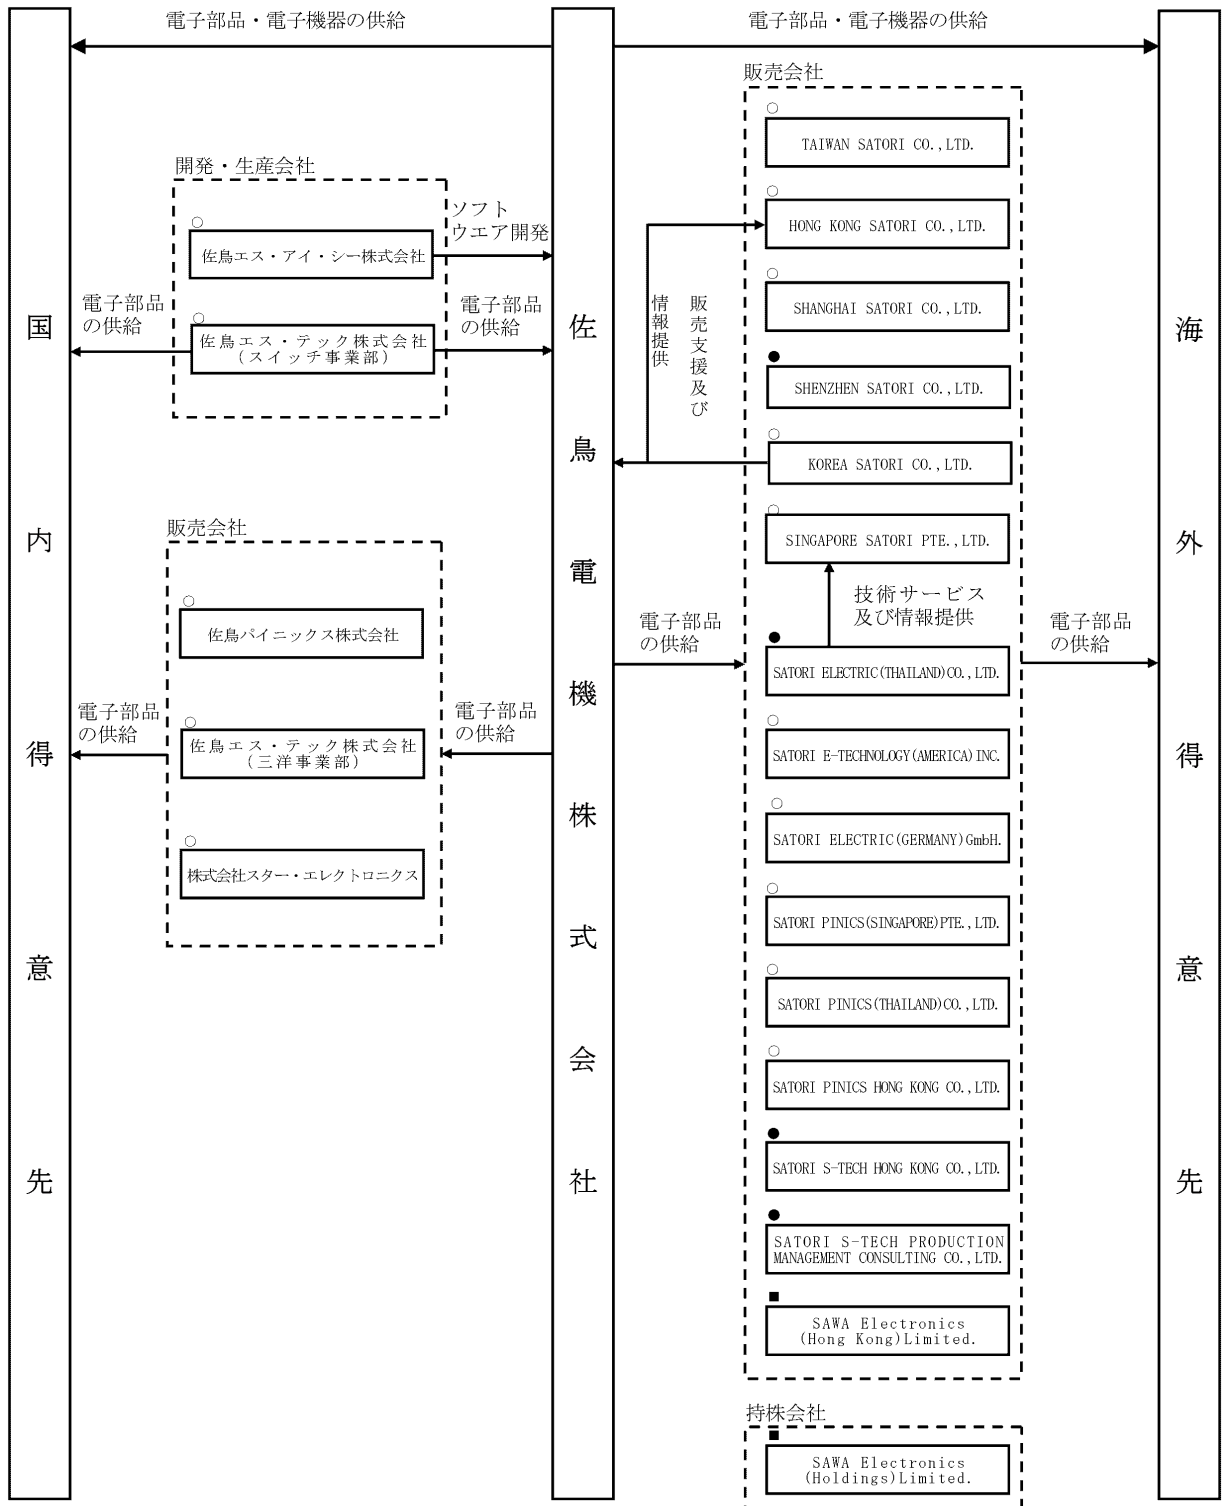 電子部品・電子機器の供給
電子部品・電子機器の供給
国内得意先
開発・生産会社
○
佐鳥エス・アイ・シー株式会社
ソフト
ウエア開発
○
佐鳥エス・テック株式会社
(スイッチ事業部)
電子部品
の供給
電子部品
の供給
販売会社
○
佐鳥パイニックス株式会社
○
佐鳥エス・テック株式会社
(三洋事業部)
○
株式会社スター・エレクトロニクス
電子部品
の供給
電子部品
の供給
佐鳥電機株式会社
販売会社
○
TAIWAN SATORI CO.,LTD.
○
HONG KONG SATORI CO.,LTD.
○
SHANGHAI SATORI CO.,LTD.
●
SHENZHEN SATORI CO.,LTD.
○
KOREA SATORI CO.,LTD.
販売支援及び
情報提供
○
SINGAPORE SATORI PTE.,LTD.
技術サービス
及び情報提供
電子部品
の供給
電子部品
の供給
●
SATORI ELECTRIC(THAILAND)CO.,LTD.
○
SATORI E-TECHNOLOGY(AMERICA)INC.
○
SATORI ELECTRIC(GERMANY)GmbH.
○
SATORI PINICS(SINGAPORE)PTE.,LTD.
○
SATORI PINICS(THAILAND)CO.,LTD.
○
SATORI PINICS HONG KONG CO.,LTD.
●
SATORI S-TECH HONG KONG CO.,LTD.
●
SATORI S-TECH PRODUCTION
MANAGEMENT CONSULTING CO.,LTD.
■
SAWA Electronics
(Hong Kong)Limited.
持株会社
■
SAWA Electronics
(Holdings)Limited.
海外得意先